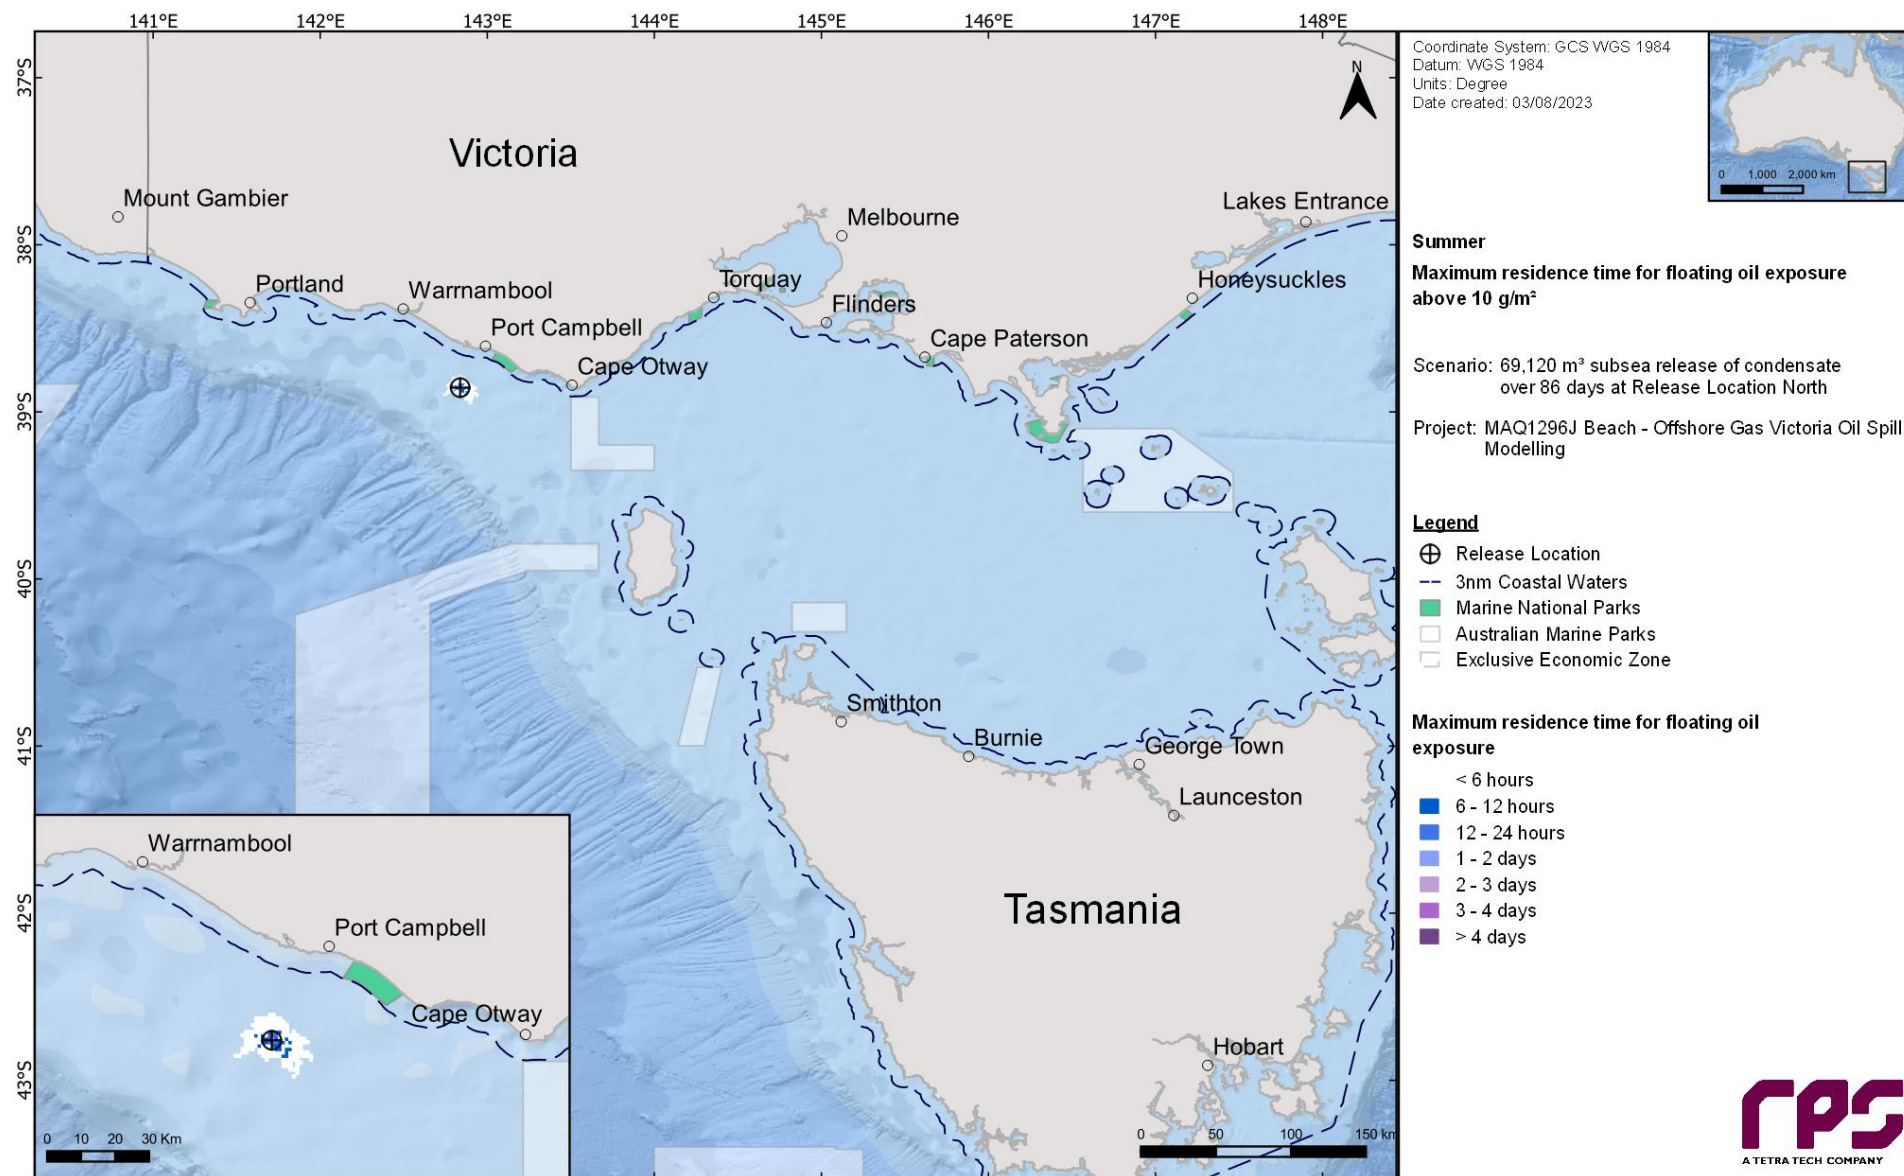 141°E 142°E 143°E 144°E 145°E 146°E 147°E 148°E
37°S
38°S
39°S
40°S
41°S
42°S
43°S
N
Victoria
Mount Gambier
Portland
Warrnambool
Port Campbell
Cape Otway
Torquay
Melbourne
Flinders
Cape Paterson
Lakes Entrance
Honeysuckles
Smithton
Burnie
George Town
Launceston
Tasmania
Hobart
0 50 100 150 km
Warrnambool
Port Campbell
Cape Otway
0 10 20 30 Km
Coordinate System: GCS WGS 1984
Datum: WGS 1984
Units: Degree
Date created: 03/08/2023
0 1,000 2,000 km
Summer
Maximum residence time for floating oil exposure
above 10 g/m²
Scenario: 69,120 m³ subsea release of condensate
over 86 days at Release Location North
Project: MAQ1296J Beach - Offshore Gas Victoria Oil Spill
Modelling
Legend
Release Location
3nm Coastal Waters
Marine National Parks
Australian Marine Parks
Exclusive Economic Zone
Maximum residence time for floating oil
exposure
< 6 hours
6 - 12 hours
12 - 24 hours
1 - 2 days
2 - 3 days
3 - 4 days
> 4 days
rps
A TETRA TECH COMPANY